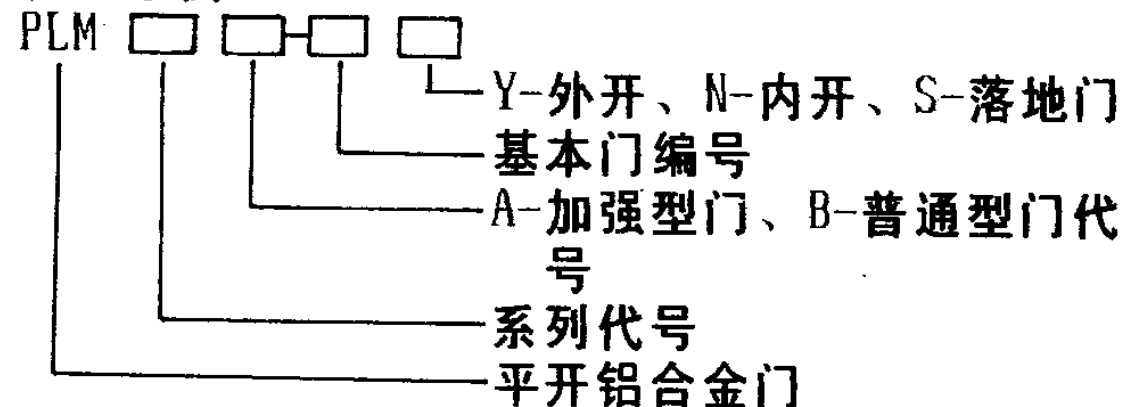 PLM □ □-□ □
Y-外开、N-内开、S-落地门
基本门编号
A-加强型门、B-普通型门代
号
系列代号
平开铝合金门